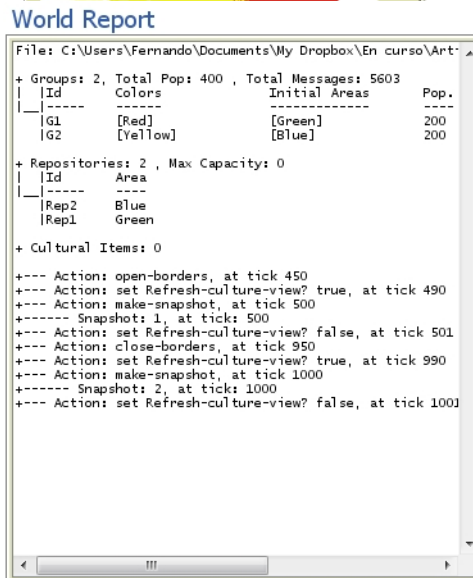 World Report
File: C:\Users\Fernando\Documents\My Dropbox\En curso\Art-
+ Groups: 2, Total Pop: 400 , Total Messages: 5603
|  |Id      Colors             Initial Areas      Pop.
|__|-----   ------             -------------      ----
   |G1      [Red]              [Green]            200
   |G2      [Yellow]           [Blue]             200
+ Repositories: 2 , Max Capacity: 0
|  |Id      Area
|__|-----   ----
   |Rep2    Blue
   |Rep1    Green
+ Cultural Items: 0
+--- Action: open-borders, at tick 450
+--- Action: set Refresh-culture-view? true, at tick 490
+--- Action: make-snapshot, at tick 500
+------ Snapshot: 1, at tick: 500
+--- Action: set Refresh-culture-view? false, at tick 501
+--- Action: close-borders, at tick 950
+--- Action: set Refresh-culture-view? true, at tick 990
+--- Action: make-snapshot, at tick 1000
+------ Snapshot: 2, at tick: 1000
+--- Action: set Refresh-culture-view? false, at tick 1001